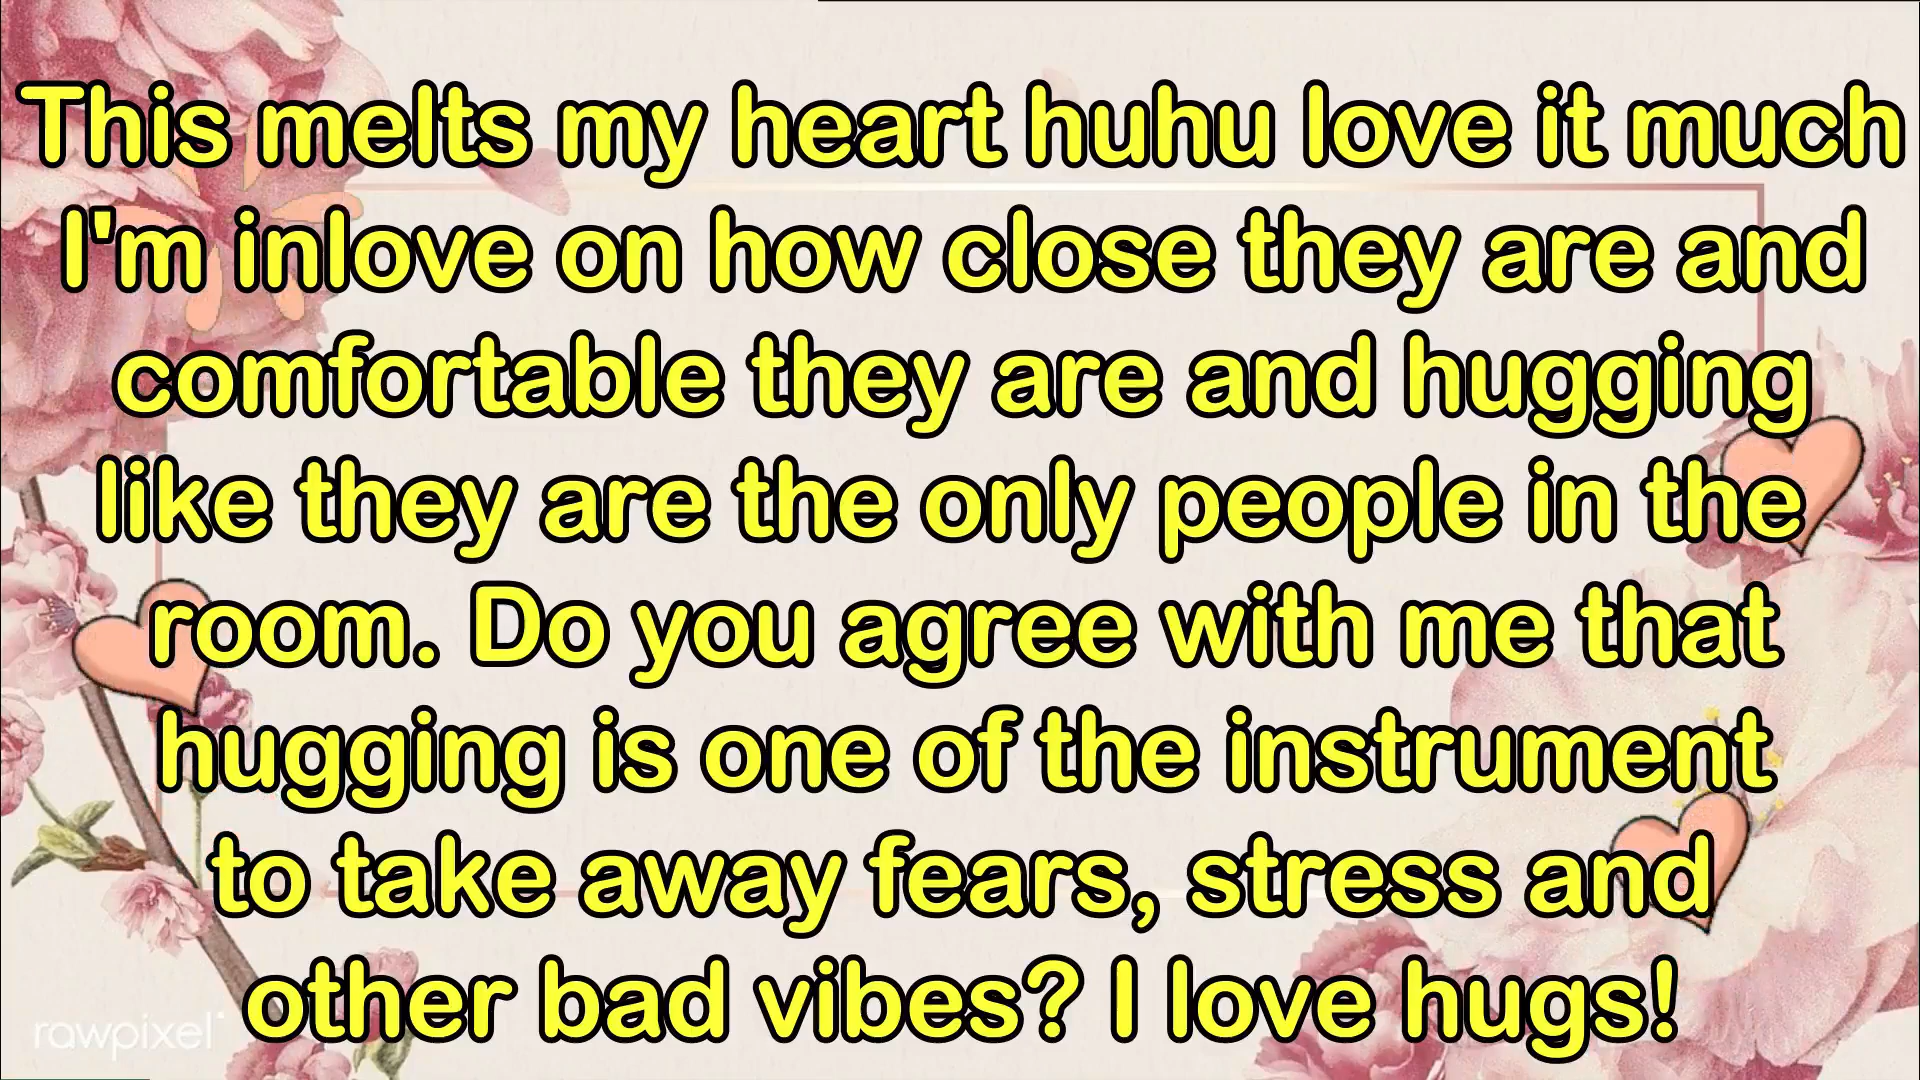 This melts my heart huhu love it much
I'm inlove on how close they are and
comfortable they are and hugging
like they are the only people in the
room. Do you agree with me that
hugging is one of the instrument
to take away fears, stress and
other bad vibes? I love hugs!
rawpixel